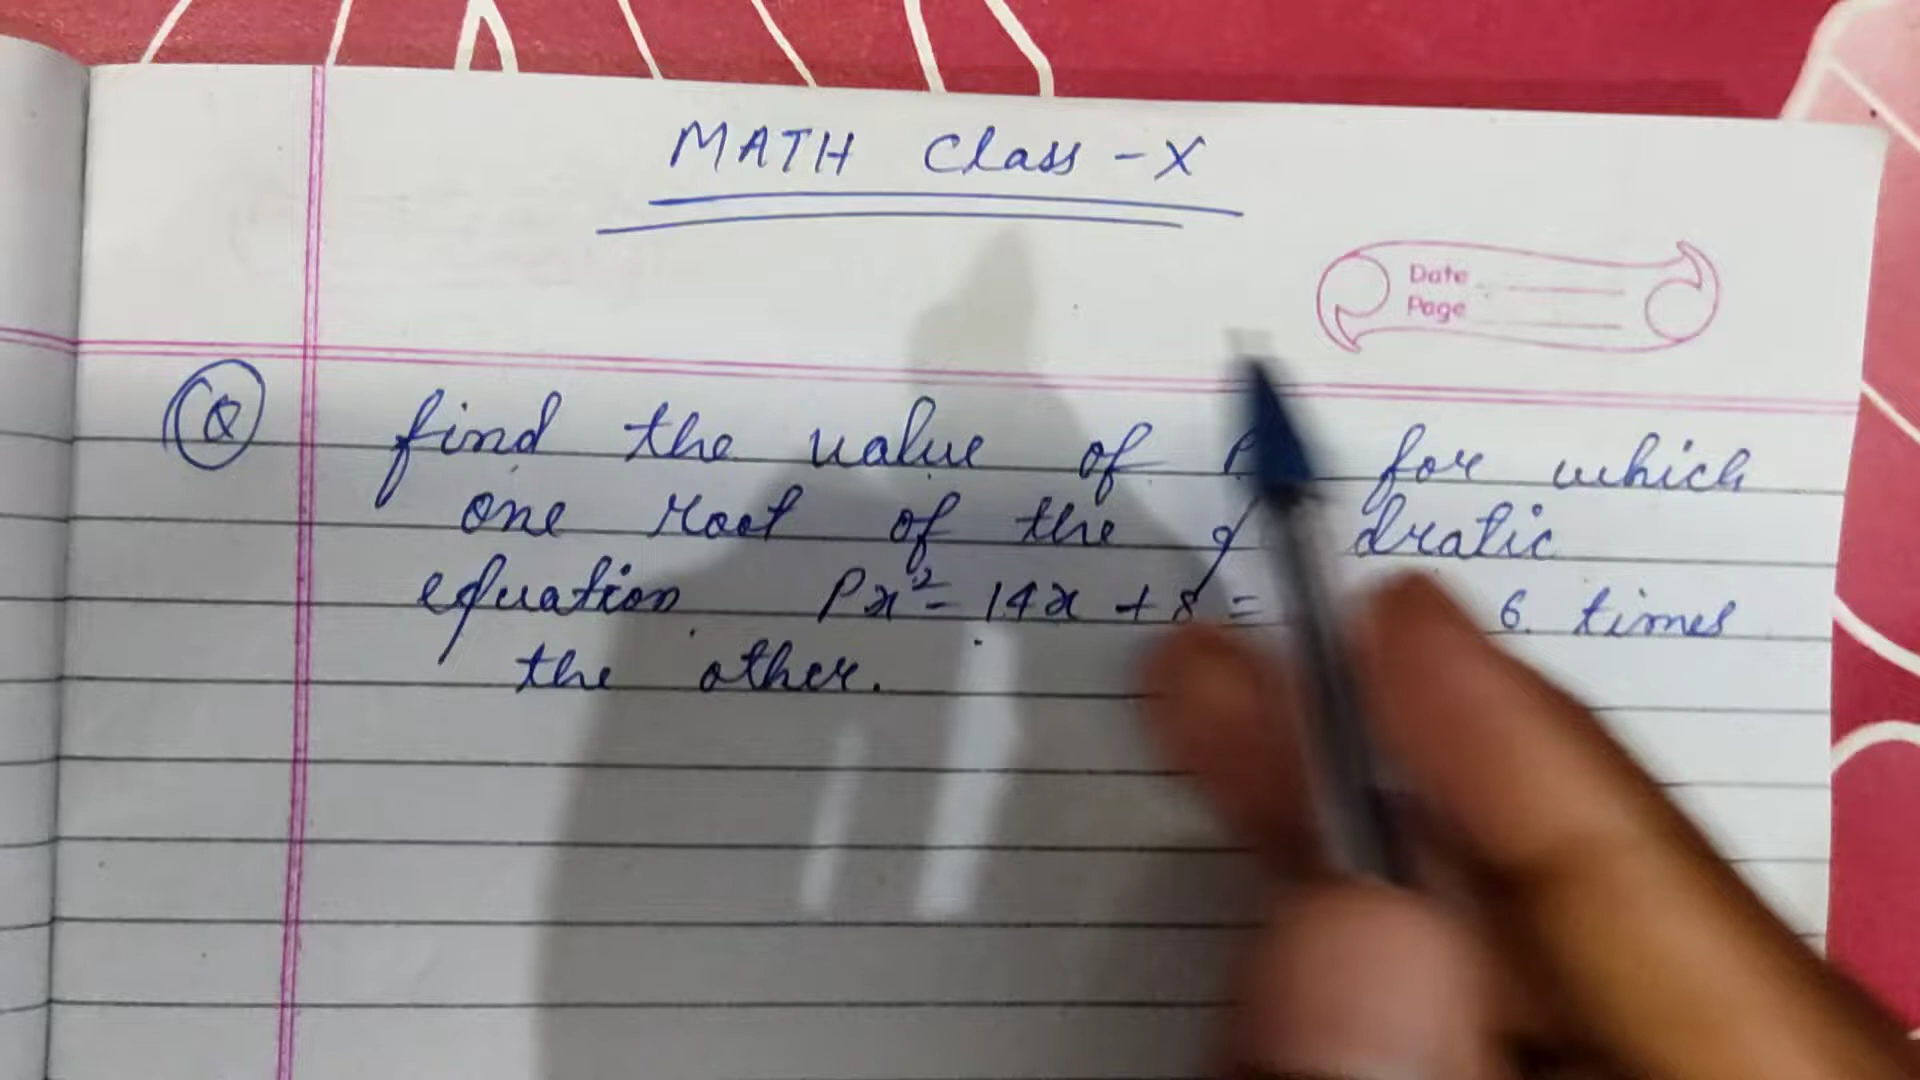 MATH Class - X
Date
Page
Q find the value of for which
one root of the dratic
equation Px² - 14x + 8 = 6 times
the other.